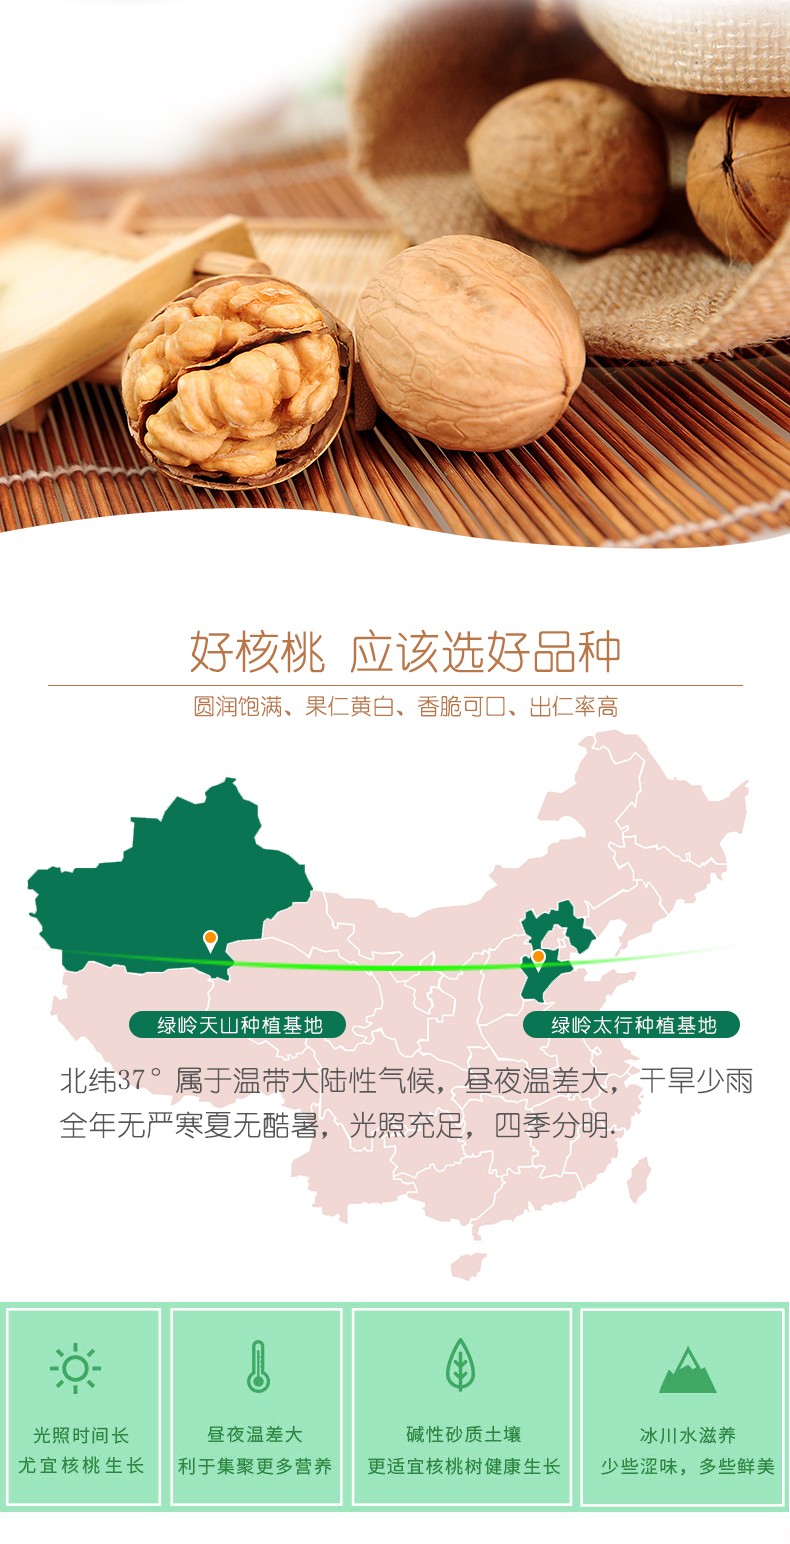 好核桃 应该选好品种
圆润饱满、果仁黄白、香脆可口、出仁率高
绿岭天山种植基地
绿岭太行种植基地
北纬37°属于温带大陆性气候，昼夜温差大，干旱少雨
全年无严寒夏无酷暑，光照充足，四季分明.
光照时间长
尤宜核桃生长
昼夜温差大
利于集聚更多营养
碱性砂质土壤
更适宜核桃树健康生长
冰川水滋养
少些涩味，多些鲜美